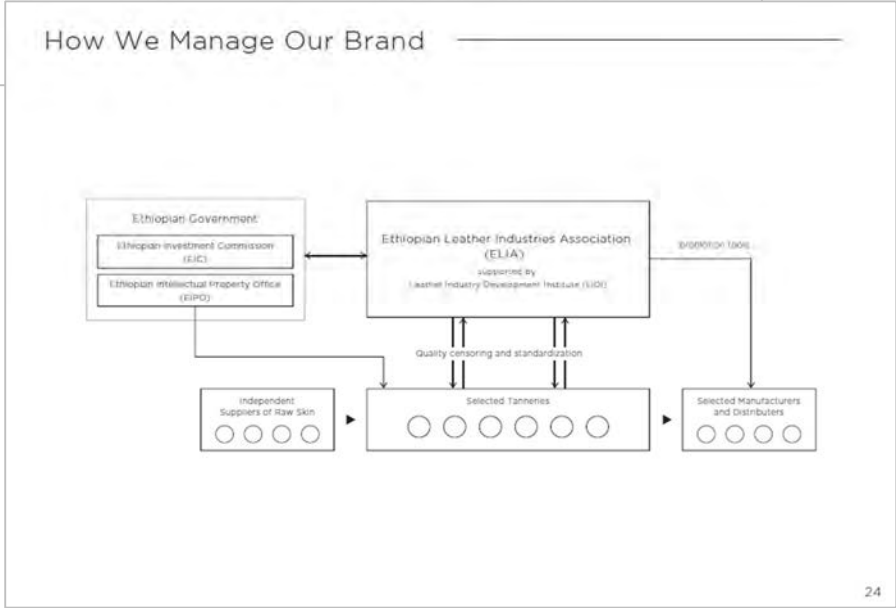 How We Manage Our Brand
Ethiopian Government
Ethiopian Investment Commission
(EIC)
Ethiopian Intellectual Property Office
(EIPO)
Ethiopian Leather Industries Association
(ELIA)
supported by
Leather Industry Development Institute (LIDI)
promotion tools
Quality censoring and standardization
Independent
Suppliers of Raw Skin
Selected Tanneries
Selected Manufacturers
and Distributers
24